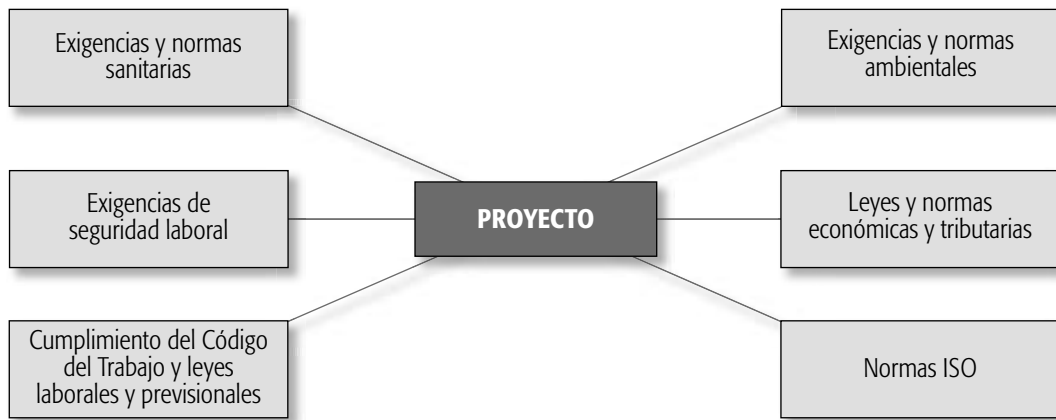 Exigencias y normas
sanitarias
Exigencias y normas
ambientales
Exigencias de
seguridad laboral
PROYECTO
Leyes y normas
económicas y tributarias
Cumplimiento del Código
del Trabajo y leyes
laborales y previsionales
Normas ISO